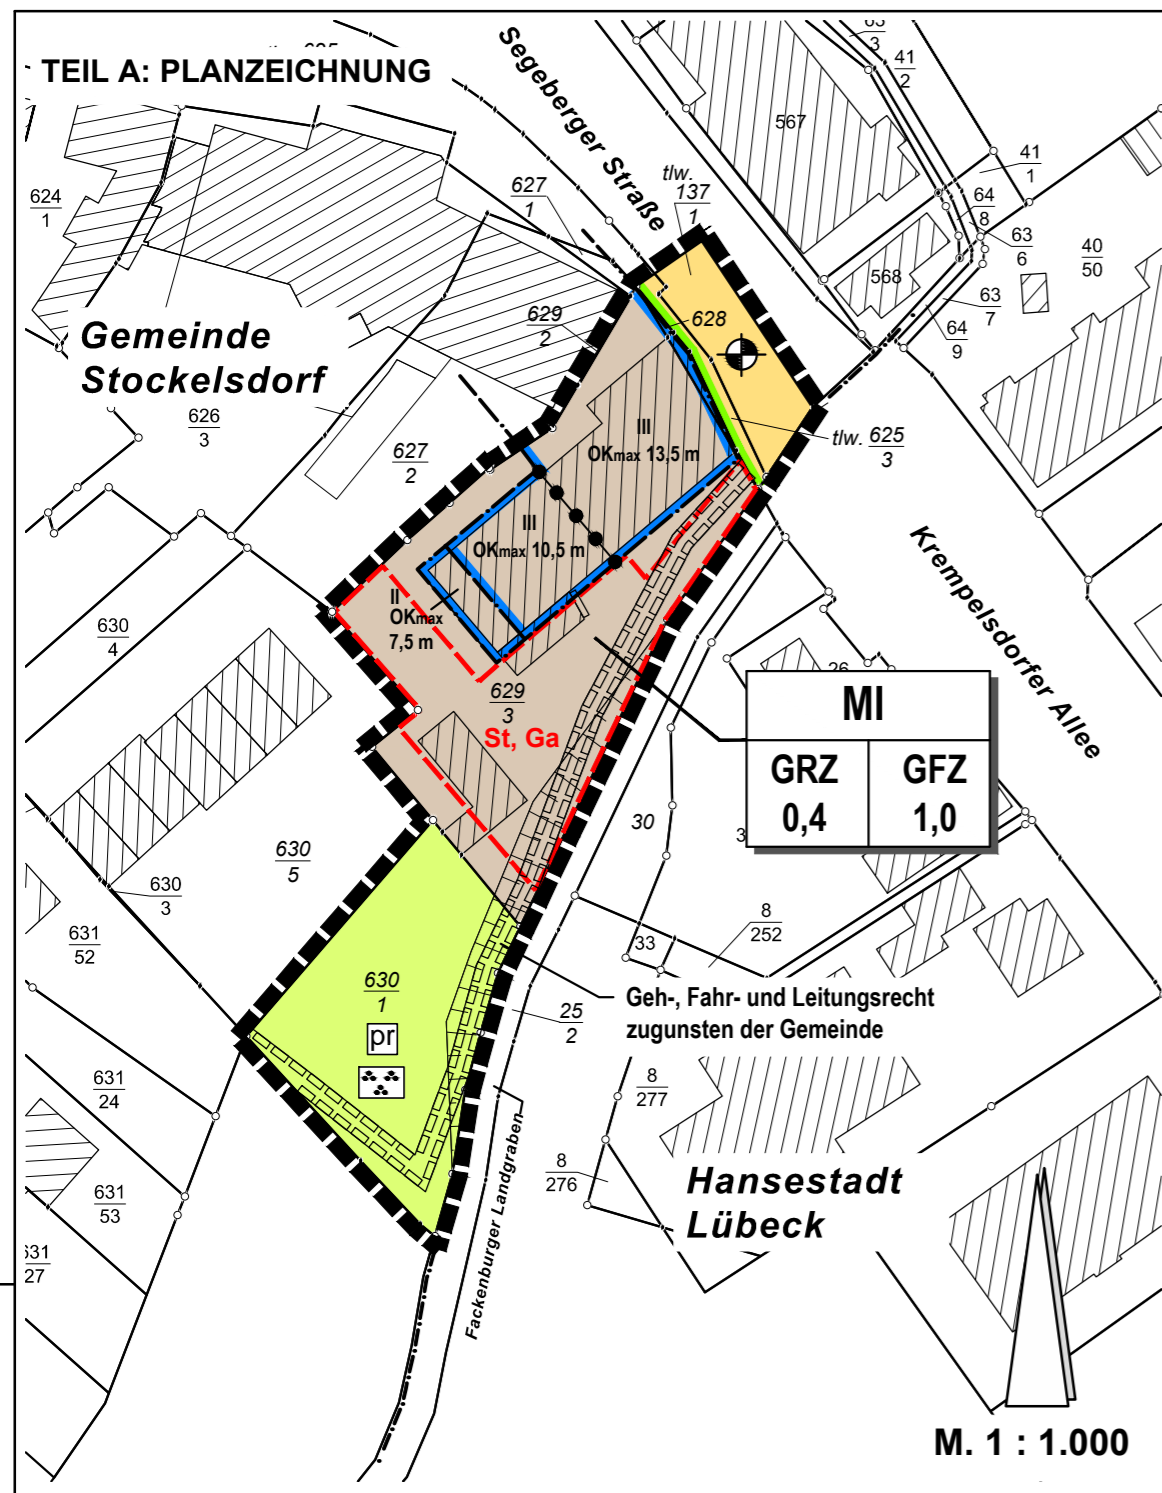 TEIL A: PLANZEICHNUNG
Segeberger Straße
63
3
41
2
567
41
1
tlw.
137
1
627
1
64
8
63
6
40
50
624
1
568
63
7
64
9
Gemeinde
Stockelsdorf
629
2
628
626
3
627
2
III
OKmax 13,5 m
tlw. 625
3
III
OKmax 10,5 m
Krempelsdorfer Allee
II
OKmax
7,5 m
630
4
26
629
3
St, Ga
MI
GRZ
0,4
GFZ
1,0
30
3
630
5
630
3
631
52
8
252
33
630
1
pr
25
2
Geh-, Fahr- und Leitungsrecht
zugunsten der Gemeinde
631
24
8
277
Fackenburger Landgraben
8
276
631
53
Hansestadt
Lübeck
631
27
M. 1 : 1.000